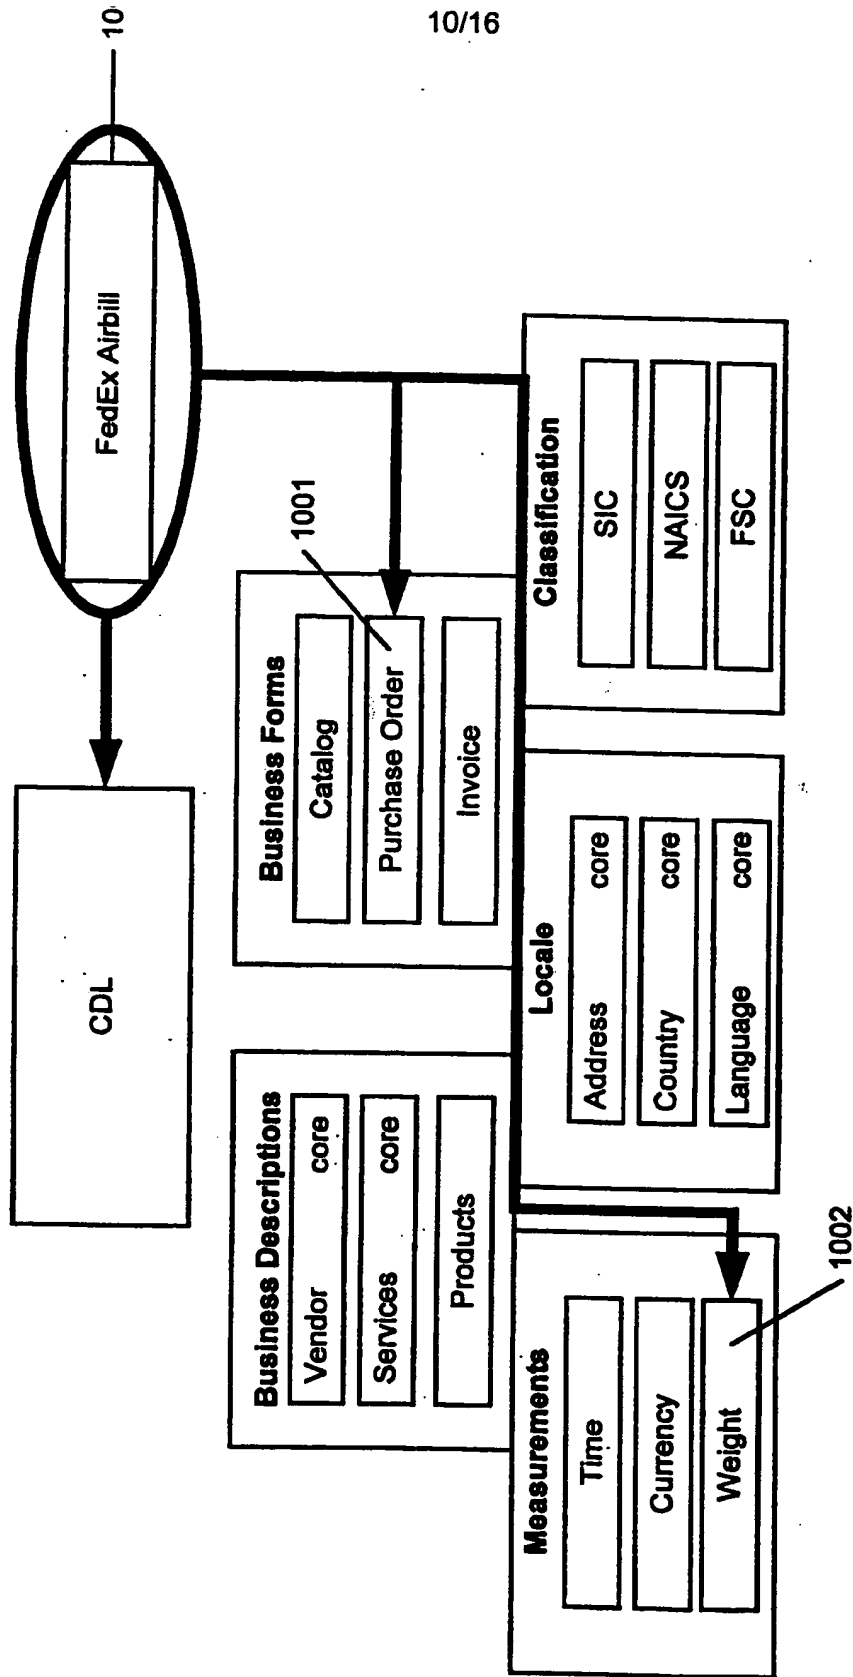 10/16
CDL
FedEx Airbill
10
Business Descriptions
Vendor core
Services core
Products
Business Forms
Catalog
Purchase Order
Invoice
1001
Measurements
Time
Currency
Weight
1002
Locale
Address core
Country core
Language core
Classification
SIC
NAICS
FSC